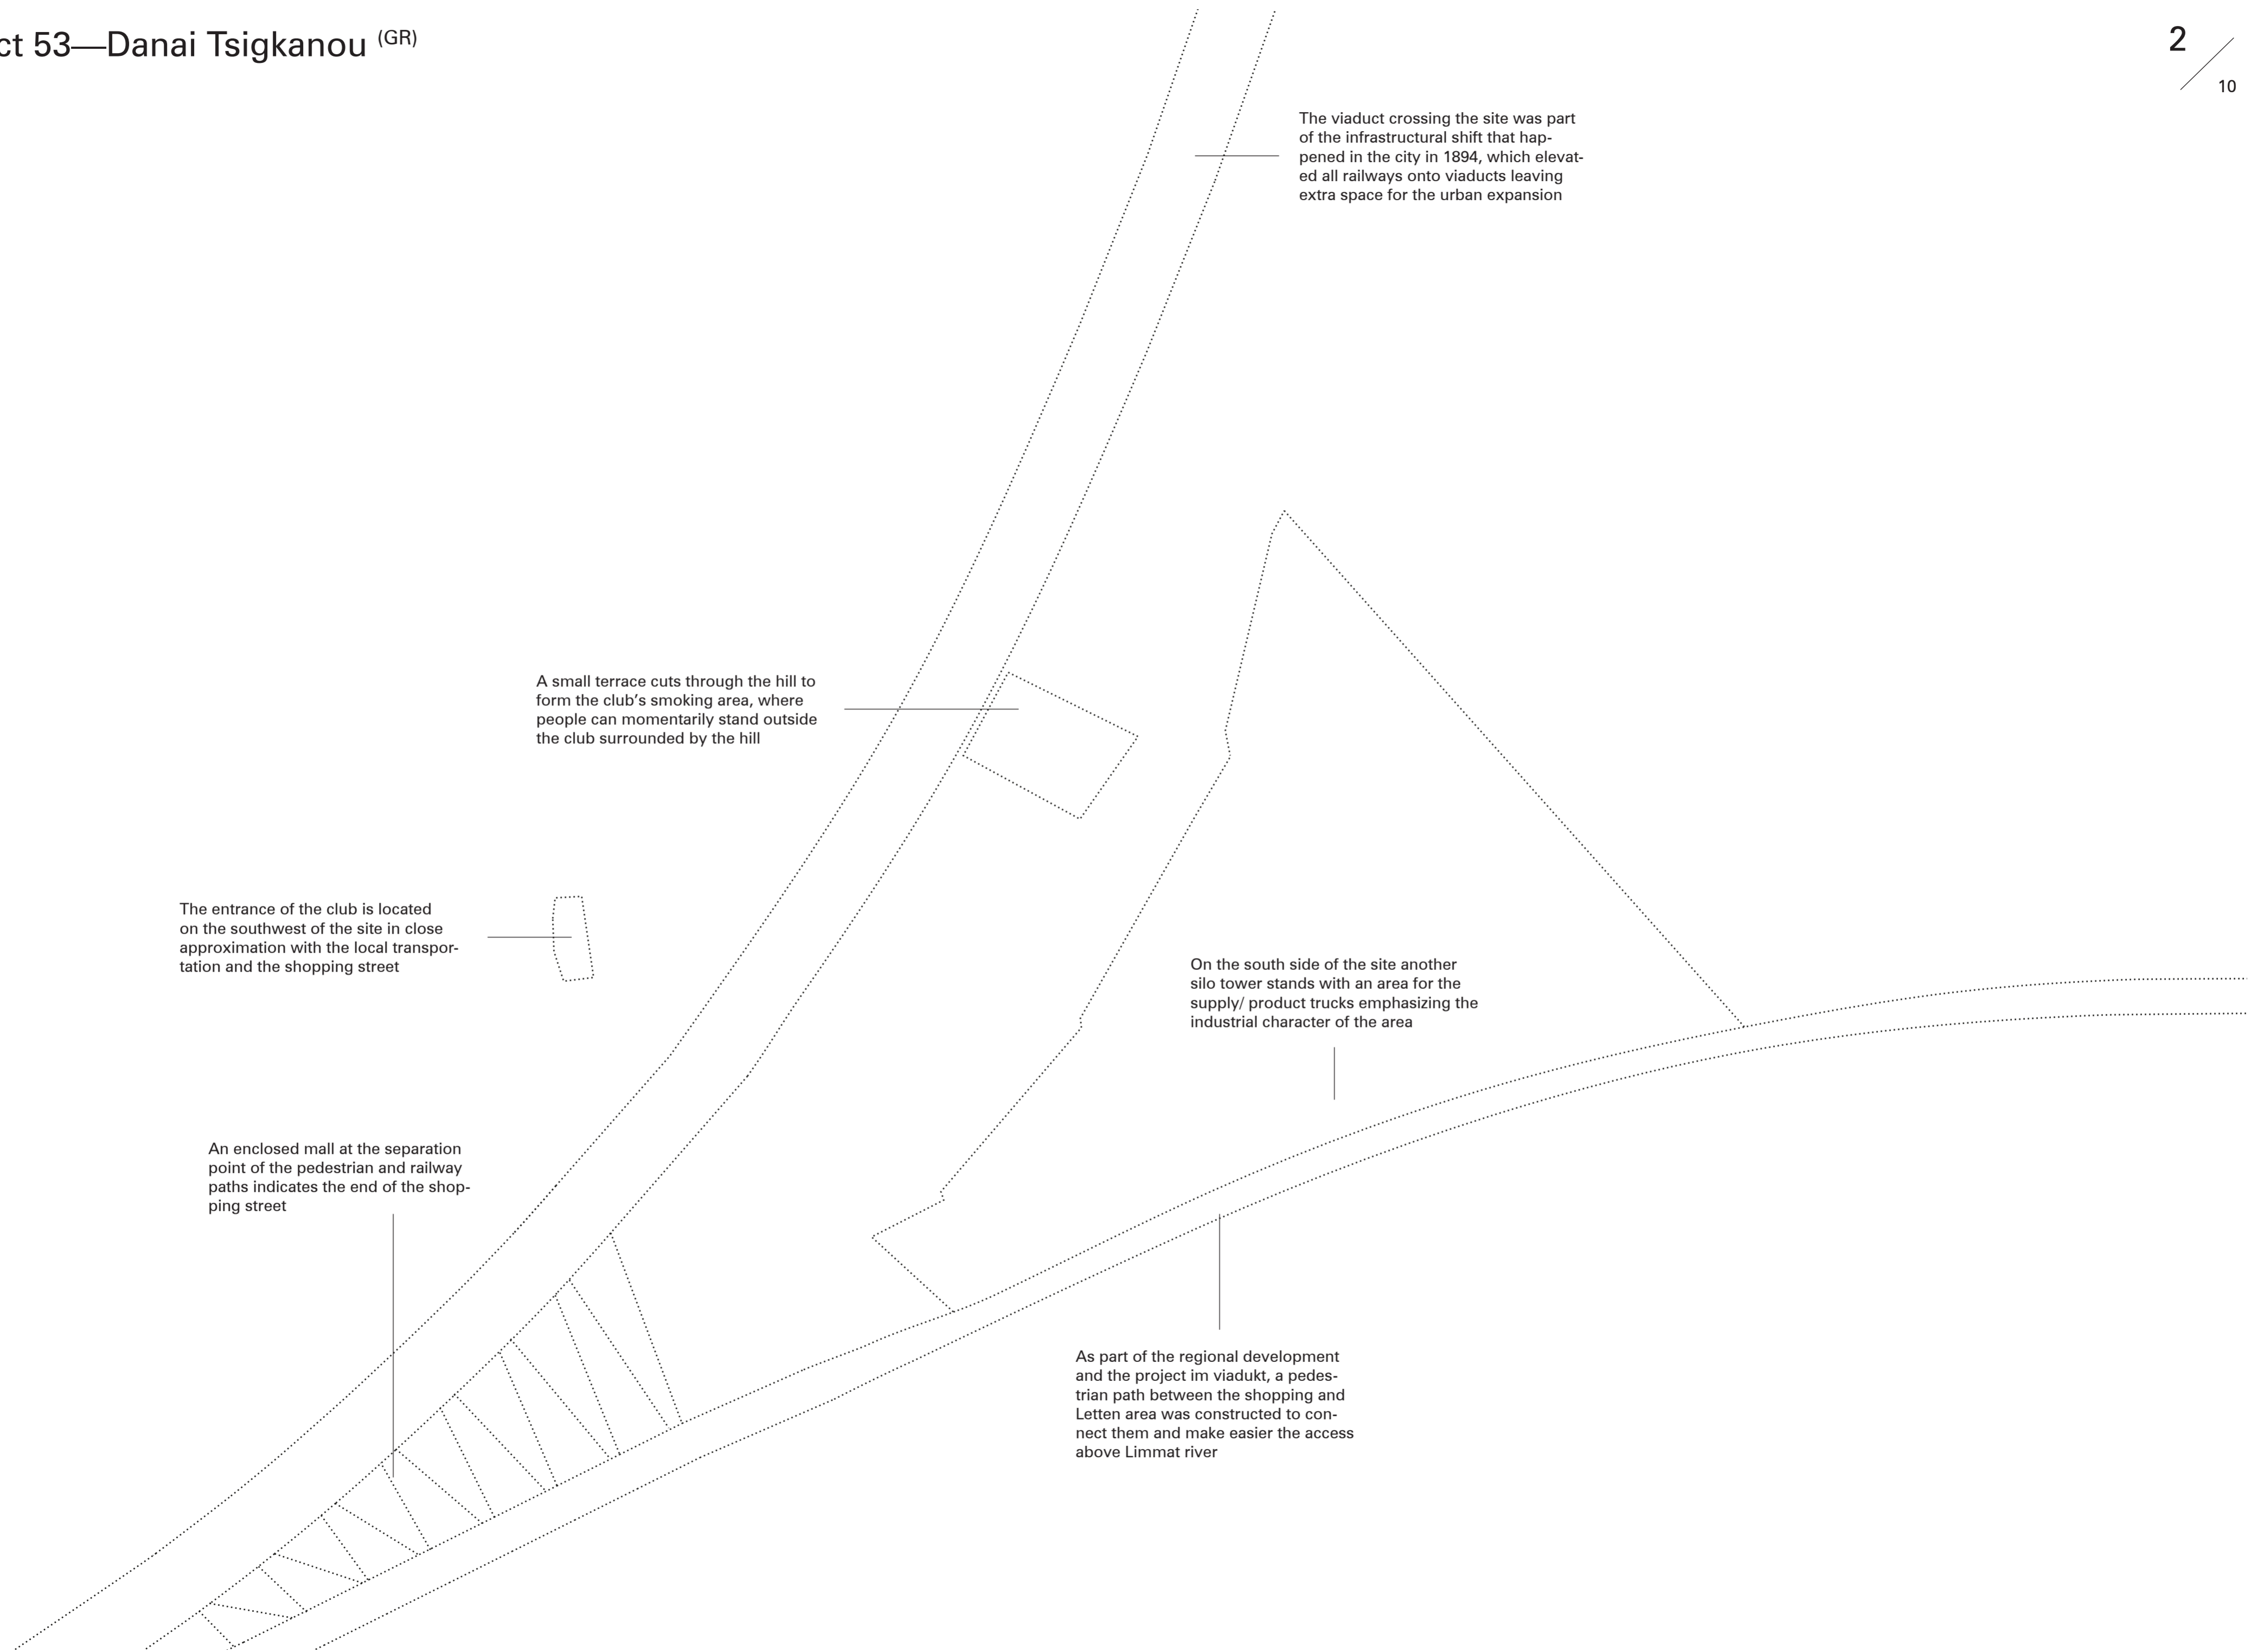 ct 53—Danai Tsigkanou (GR)
2
10
The viaduct crossing the site was part
of the infrastructural shift that hap-
pened in the city in 1894, which elevat-
ed all railways onto viaducts leaving
extra space for the urban expansion
A small terrace cuts through the hill to
form the club’s smoking area, where
people can momentarily stand outside
the club surrounded by the hill
The entrance of the club is located
on the southwest of the site in close
approximation with the local transpor-
tation and the shopping street
On the south side of the site another
silo tower stands with an area for the
supply/ product trucks emphasizing the
industrial character of the area
An enclosed mall at the separation
point of the pedestrian and railway
paths indicates the end of the shop-
ping street
As part of the regional development
and the project im viadukt, a pedes-
trian path between the shopping and
Letten area was constructed to con-
nect them and make easier the access
above Limmat river